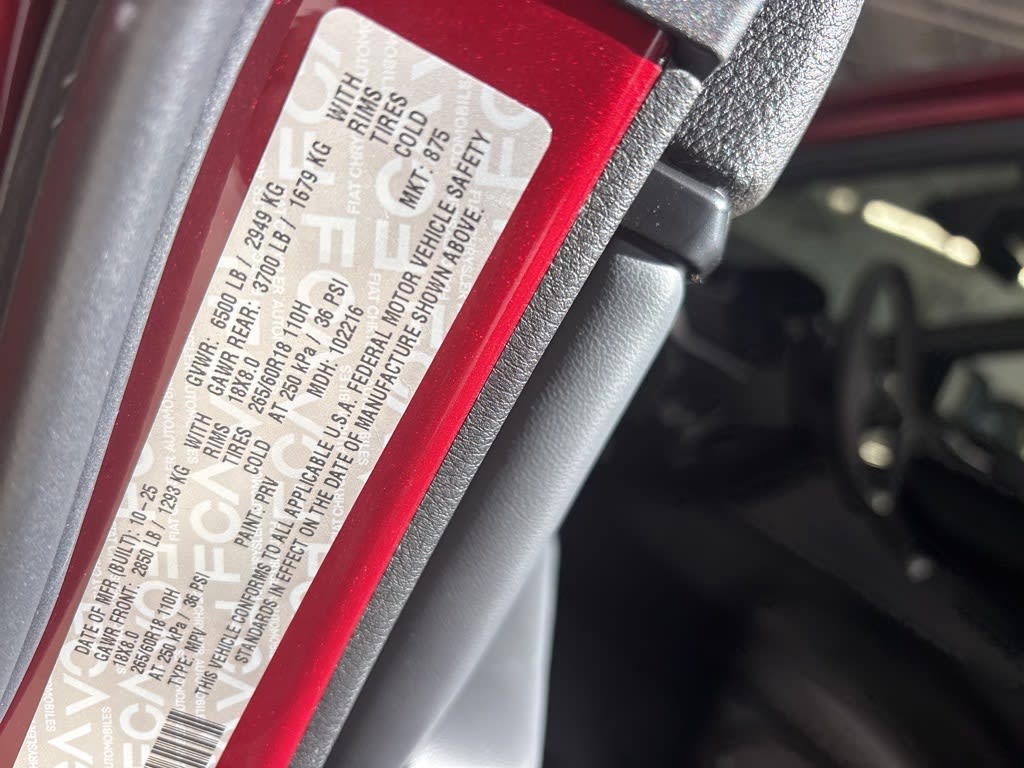 DATE OF MFR (BUILT): 10-25 GVWR: 6500 LB / 2949 KG
GAWR FRONT: 2850 LB / 1293 KG WITH GAWR REAR: 3700 LB / 1679 KG WITH
18X8.0 RIMS 18X8.0 RIMS
265/60R18 110H TIRES 265/60R18 110H TIRES
AT 250 kPa / 36 PSI COLD AT 250 kPa / 36 PSI COLD
TYPE: MPV PAINT: PRV MDH: 022216 MKT: 875
THIS VEHICLE CONFORMS TO ALL APPLICABLE U.S.A. FEDERAL MOTOR VEHICLE SAFETY
STANDARDS IN EFFECT ON THE DATE OF MANUFACTURE SHOWN ABOVE.